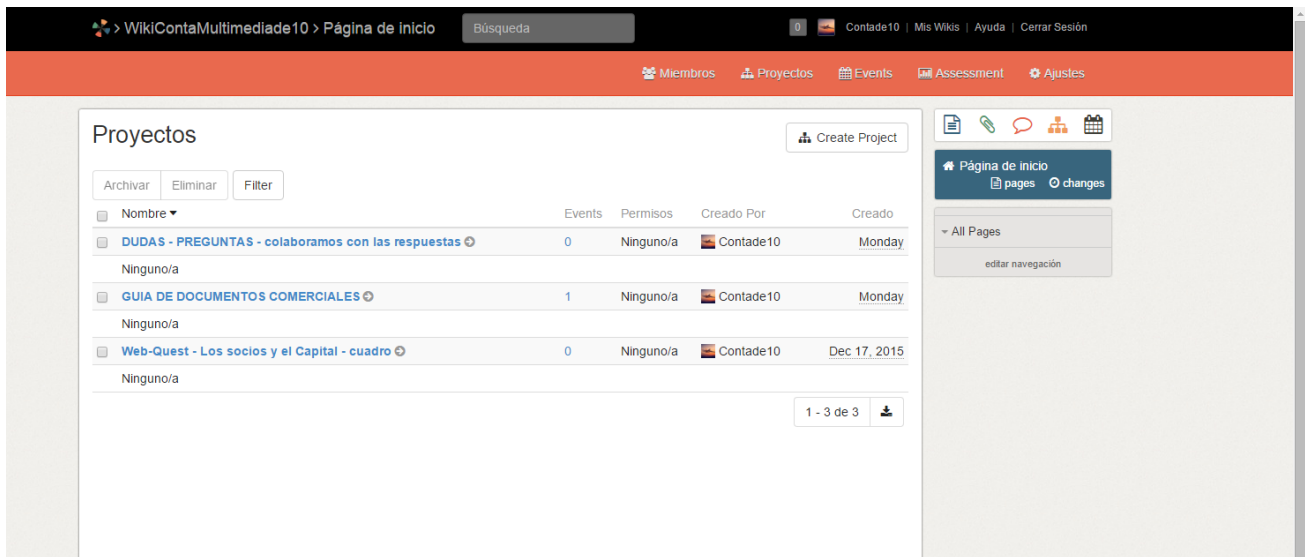 > WikiContaMultimediade10 > Página de inicio Búsqueda 0 Contade10 | Mis Wikis | Ayuda | Cerrar Sesión
Miembros Proyectos Events Assessment Ajustes
Proyectos Create Project
Página de inicio
pages changes
Archivar Eliminar Filter
Nombre Events Permisos Creado Por Creado
DUDAS - PREGUNTAS - colaboramos con las respuestas 0 Ninguno/a Contade10 Monday
Ninguno/a
GUIA DE DOCUMENTOS COMERCIALES 1 Ninguno/a Contade10 Monday
Ninguno/a
Web-Quest - Los socios y el Capital - cuadro 0 Ninguno/a Contade10 Dec 17, 2015
Ninguno/a
1 - 3 de 3
All Pages
editar navegación